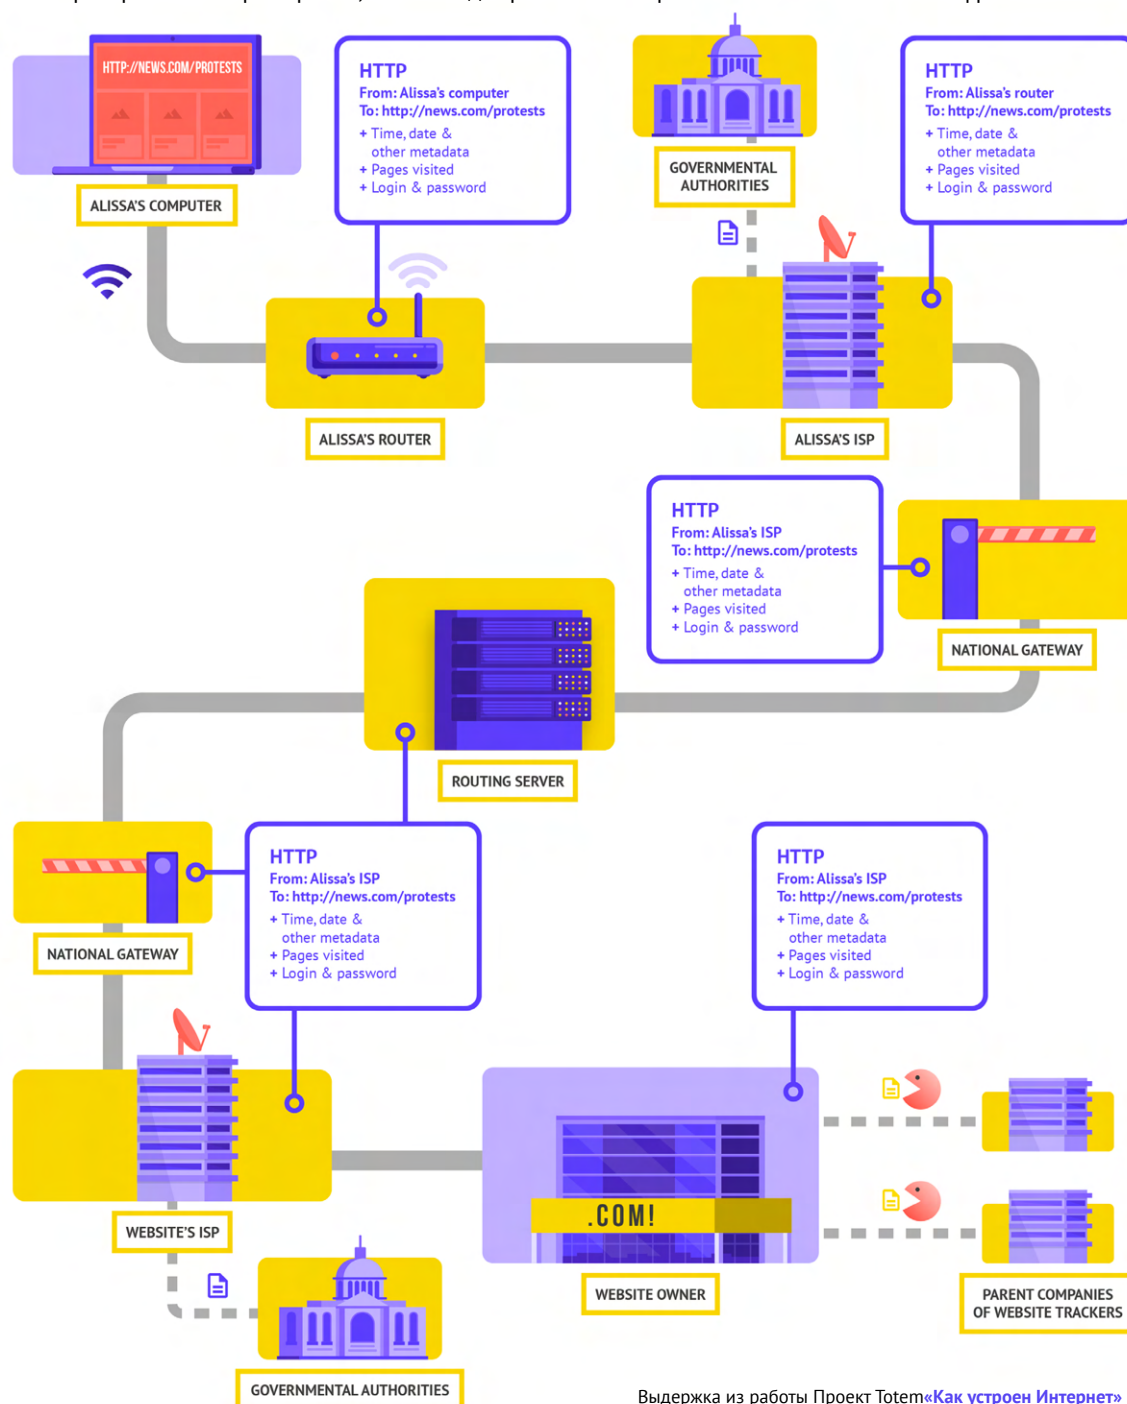 HTTP://NEWS.COM/PROTESTS
ALISSA'S COMPUTER
HTTP
From: Alissa's computer
To: http://news.com/protests
+ Time, date &
other metadata
+ Pages visited
+ Login & password
GOVERNMENTAL
AUTHORITIES
HTTP
From: Alissa's router
To: http://news.com/protests
+ Time, date &
other metadata
+ Pages visited
+ Login & password
ALISSA'S ROUTER
ALISSA'S ISP
HTTP
From: Alissa's ISP
To: http://news.com/protests
+ Time, date &
other metadata
+ Pages visited
+ Login & password
NATIONAL GATEWAY
ROUTING SERVER
NATIONAL GATEWAY
HTTP
From: Alissa's ISP
To: http://news.com/protests
+ Time, date &
other metadata
+ Pages visited
+ Login & password
HTTP
From: Alissa's ISP
To: http://news.com/protests
+ Time, date &
other metadata
+ Pages visited
+ Login & password
WEBSITE'S ISP
.COM!
WEBSITE OWNER
PARENT COMPANIES
OF WEBSITE TRACKERS
GOVERNMENTAL AUTHORITIES
Выдержка из работы Проект Totem«Как устроен Интернет»